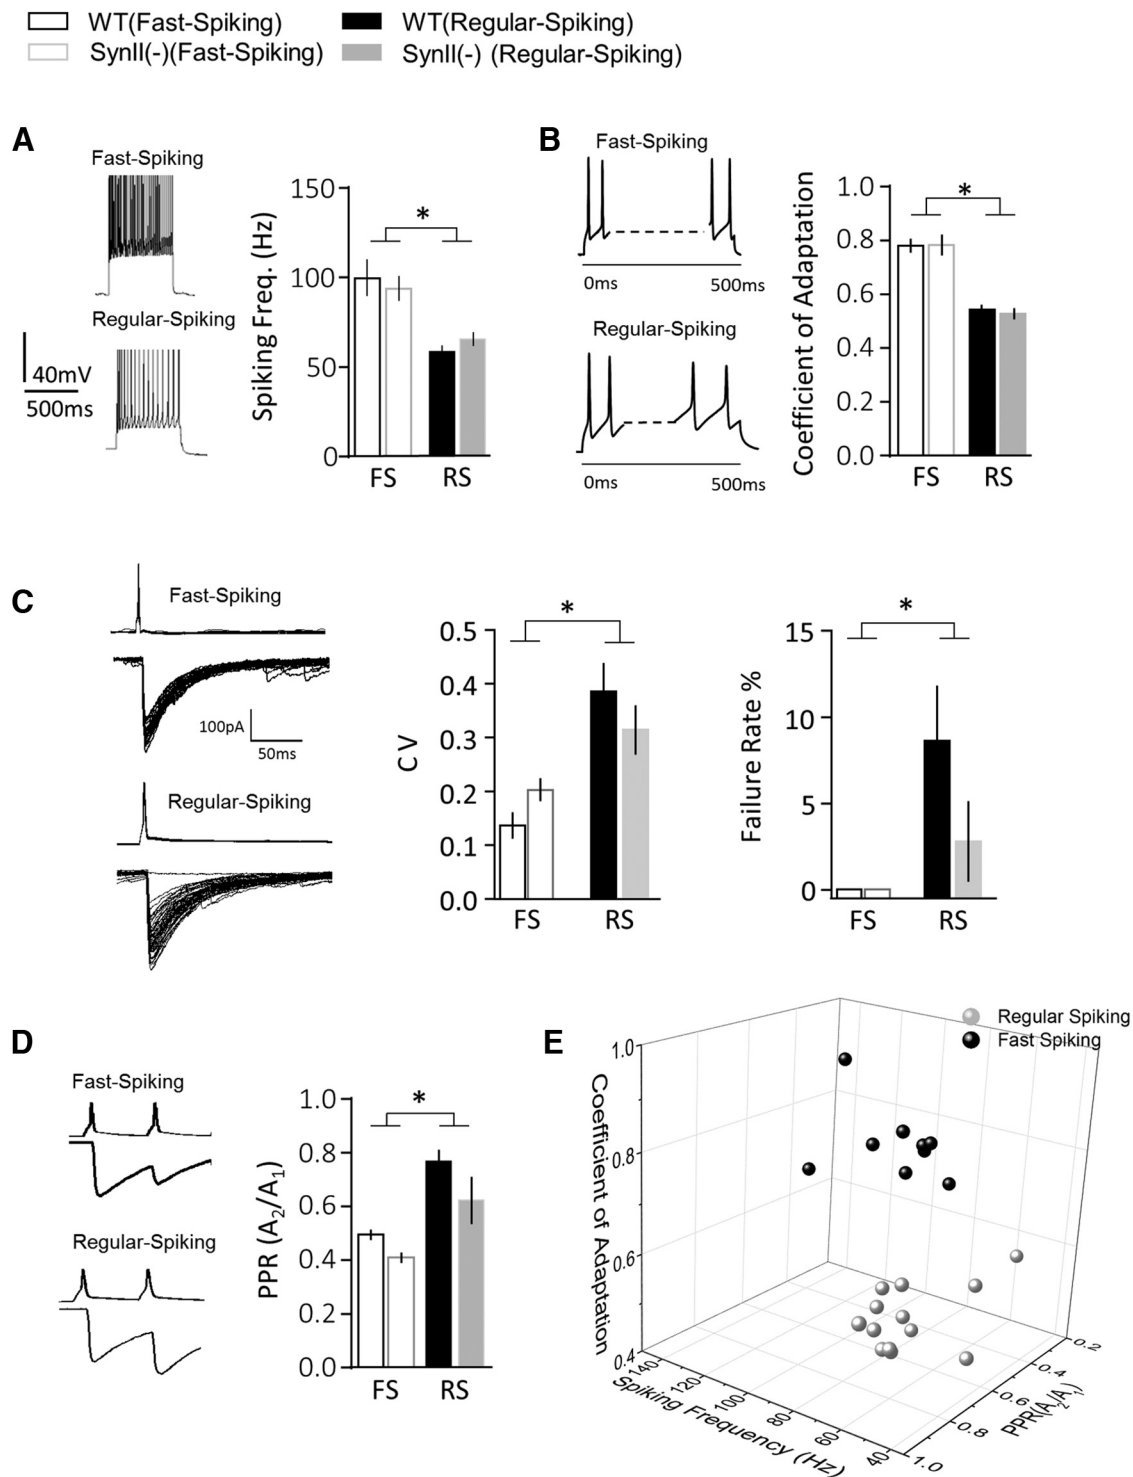 WT(Fast-Spiking) WT(Regular-Spiking)
SynII(-)(Fast-Spiking) SynII(-) (Regular-Spiking)
A
Fast-Spiking
Regular-Spiking
40mV
500ms
Spiking Freq. (Hz)
150
100
50
0
*
FS RS
B
Fast-Spiking
0ms 500ms
Regular-Spiking
0ms 500ms
Coefficient of Adaptation
1.0
0.8
0.6
0.4
0.2
0.0
*
FS RS
C
Fast-Spiking
100pA
50ms
Regular-Spiking
CV
0.5
0.4
0.3
0.2
0.1
0.0
*
FS RS
Failure Rate %
15
10
5
0
*
FS RS
D
Fast-Spiking
Regular-Spiking
PPR (A2/A1)
1.0
0.8
0.6
0.4
0.2
0.0
*
FS RS
E
Regular Spiking
Fast Spiking
Coefficient of Adaptation
1.0
0.8
0.6
0.4
140
120
100
80
60
40
Spiking Frequency (Hz)
0.2
0.4
0.6
0.8
1.0
PPR(A2/A1)